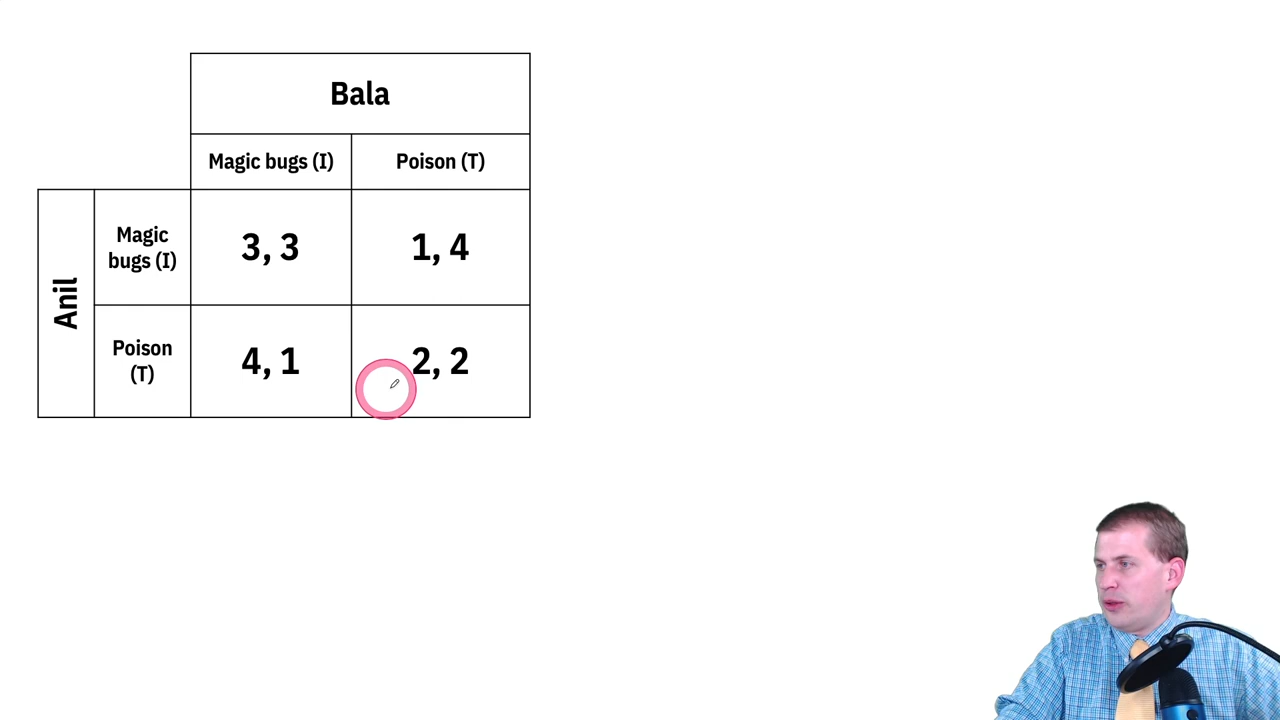 Bala
Magic bugs (I)
Poison (T)
Anil
Magic
bugs (I)
3, 3
1, 4
Poison
(T)
4, 1
2, 2